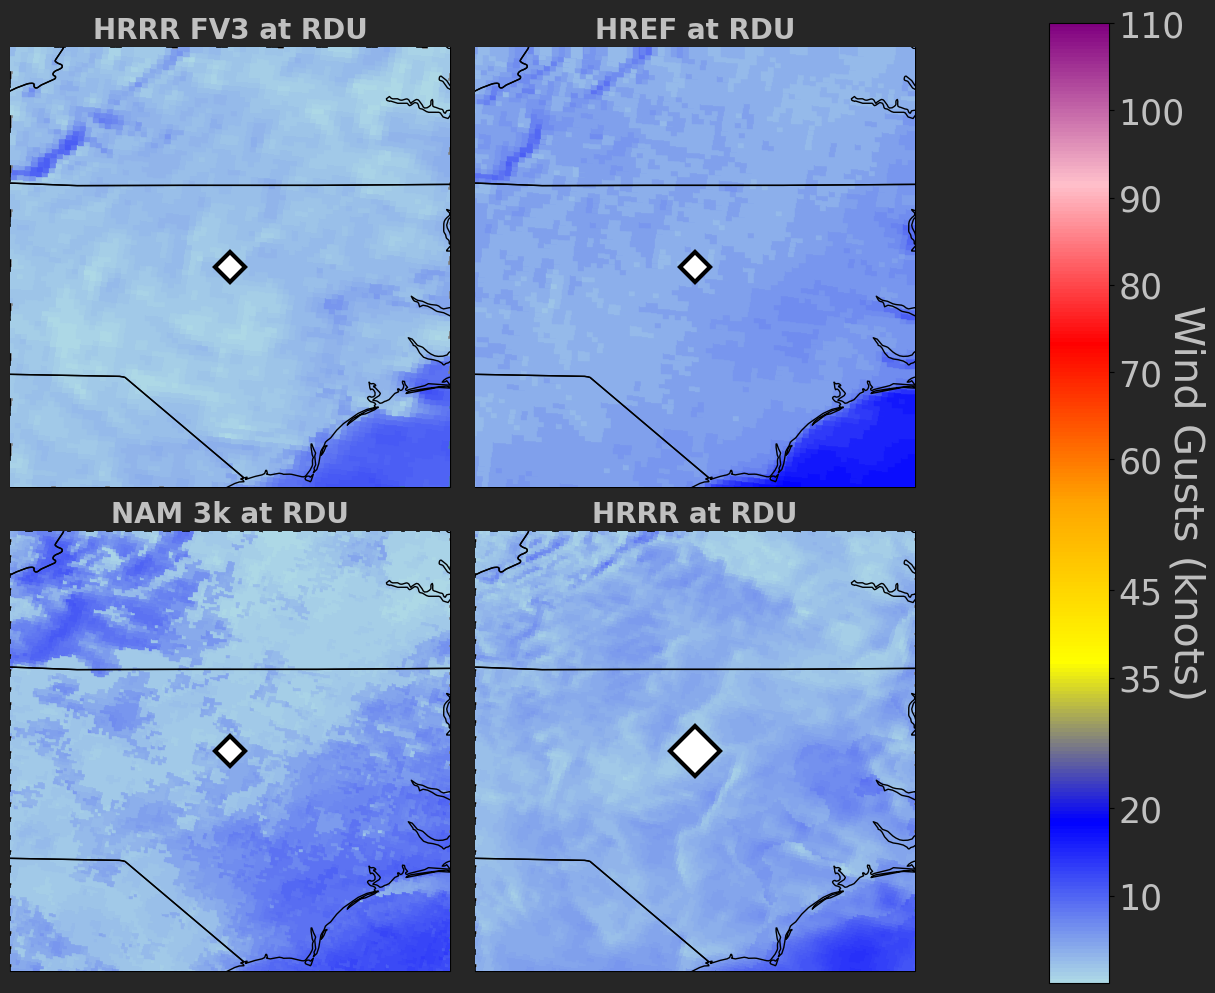 HRRR FV3 at RDU
HREF at RDU
NAM 3k at RDU
HRRR at RDU
110
100
90
80
70
60
45
35
20
10
Wind Gusts (knots)